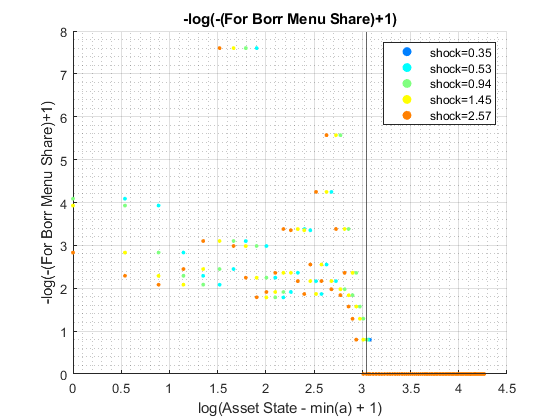 -log(-(For Borr Menu Share)+1)
8
7
6
5
4
3
2
1
0
-log(-(For Borr Menu Share)+1)
shock=0.35
shock=0.53
shock=0.94
shock=1.45
shock=2.57
0 0.5 1 1.5 2 2.5 3 3.5 4 4.5
log(Asset State - min(a) + 1)